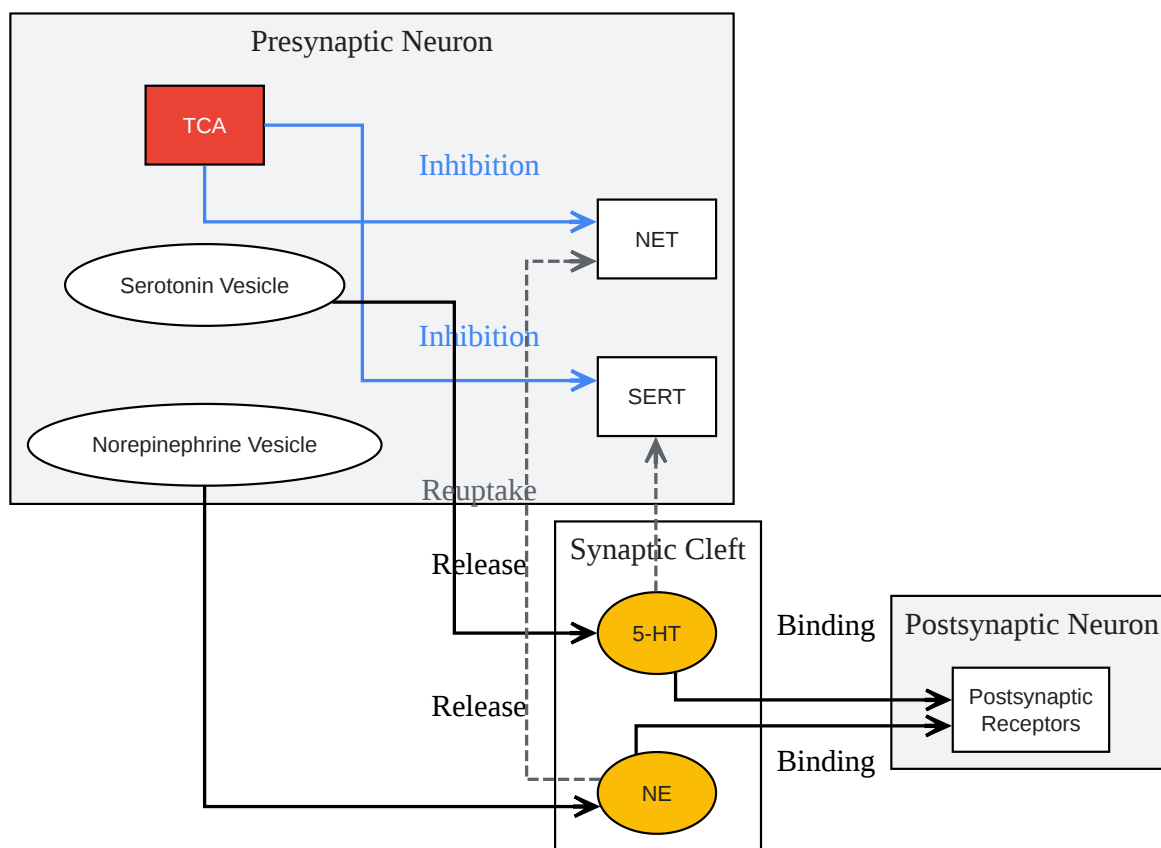 Presynaptic Neuron
TCA
Inhibition
NET
Serotonin Vesicle
Inhibition
SERT
Norepinephrine Vesicle
Reuptake
Synaptic Cleft
Release
5-HT
Binding
Postsynaptic Neuron
Postsynaptic
Receptors
Release
Binding
NE